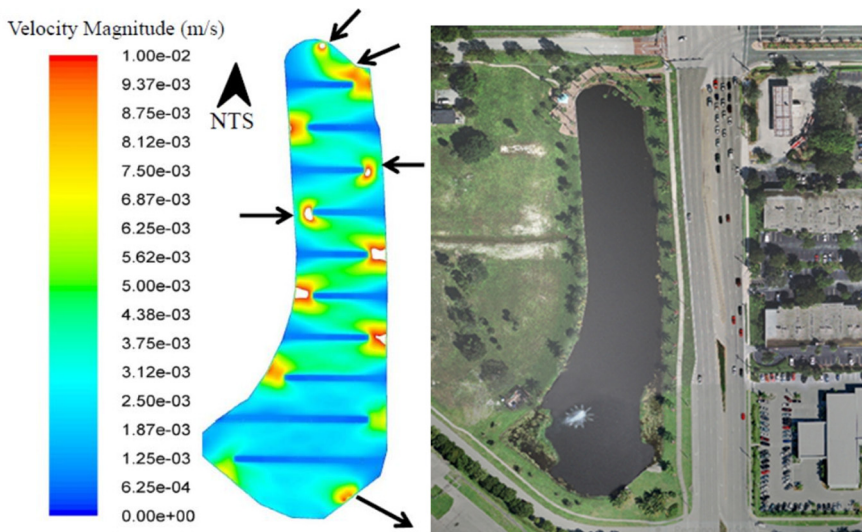 Velocity Magnitude (m/s)
1.00e-02
9.37e-03
8.75e-03
8.12e-03
7.50e-03
6.87e-03
6.25e-03
5.62e-03
5.00e-03
4.38e-03
3.75e-03
3.12e-03
2.50e-03
1.87e-03
1.25e-03
6.25e-04
0.00e+00
NTS